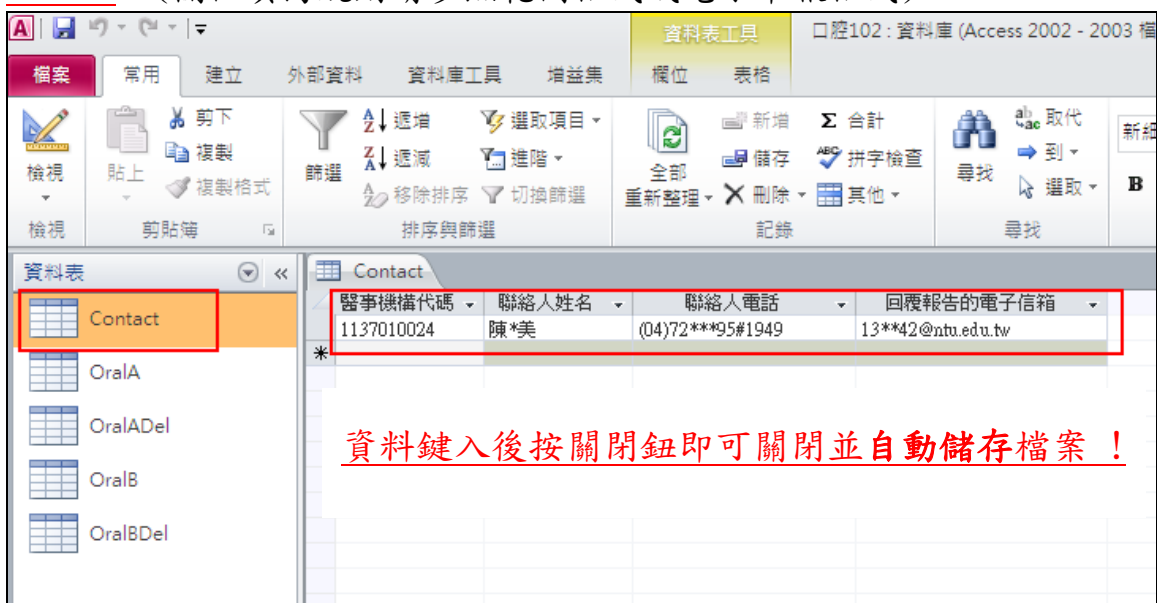 資料表工具 口腔102 : 資料庫 (Access 2002 - 2003 檔
檔案 常用 建立 外部資料 資料庫工具 增益集 欄位 表格
檢視 貼上 剪下 複製 複製格式 篩選 遞增 遞減 移除排序 選取項目 進階 切換篩選 全部重新整理 新增 儲存 刪除 Σ 合計 拼字檢查 其他 尋找 取代 到 選取 新細 B
檢視 剪貼簿 排序與篩選 記錄 尋找
資料表 « Contact
Contact
OralA
OralADel
OralB
OralBDel
醫事機構代碼 聯絡人姓名 聯絡人電話 回覆報告的電子信箱
1137010024 陳*美 (04)72***95#1949 13**42@ntu.edu.tw
資料鍵入後按關閉鈕即可關閉並自動儲存檔案 !